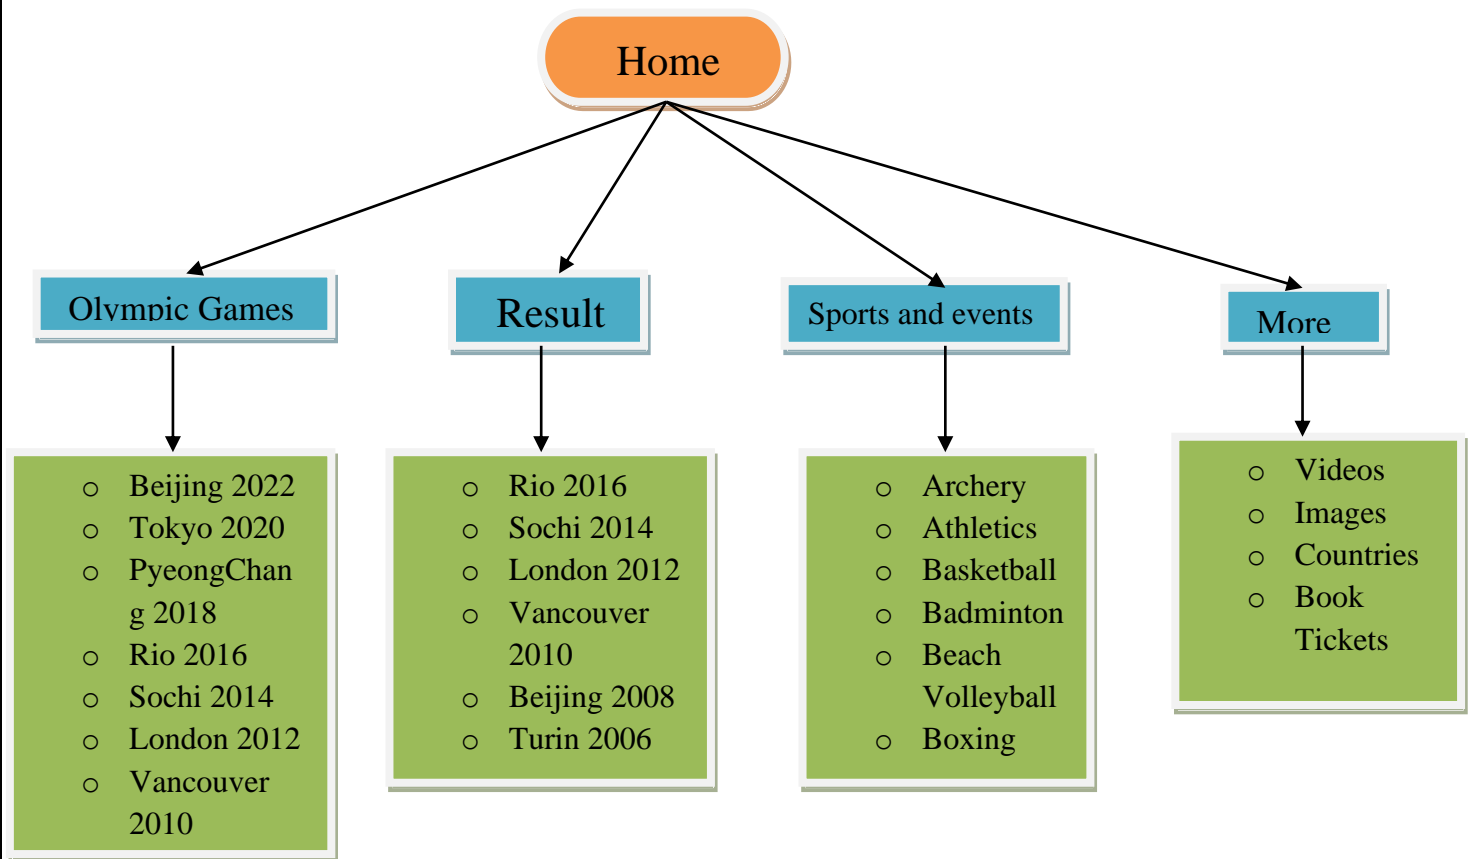 Home
Olympic Games
Result
Sports and events
More
o Beijing 2022
o Tokyo 2020
o PyeongChan
g 2018
o Rio 2016
o Sochi 2014
o London 2012
o Vancouver
2010
o Rio 2016
o Sochi 2014
o London 2012
o Vancouver
2010
o Beijing 2008
o Turin 2006
o Archery
o Athletics
o Basketball
o Badminton
o Beach
Volleyball
o Boxing
o Videos
o Images
o Countries
o Book
Tickets